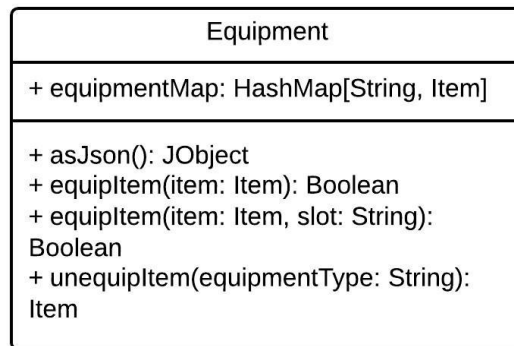 Equipment
+ equipmentMap: HashMap[String, Item]
+ asJson(): JObject
+ equipItem(item: Item): Boolean
+ equipItem(item: Item, slot: String):
Boolean
+ unequipItem(equipmentType: String):
Item